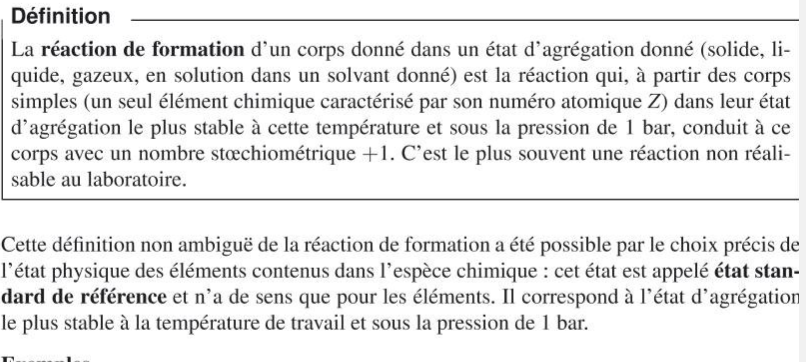 Définition
La réaction de formation d'un corps donné dans un état d'agrégation donné (solide, li-
quide, gazeux, en solution dans un solvant donné) est la réaction qui, à partir des corps
simples (un seul élément chimique caractérisé par son numéro atomique Z) dans leur état
d'agrégation le plus stable à cette température et sous la pression de 1 bar, conduit à ce
corps avec un nombre stœchiométrique +1. C'est le plus souvent une réaction non réali-
sable au laboratoire.
Cette définition non ambiguë de la réaction de formation a été possible par le choix précis de
l'état physique des éléments contenus dans l'espèce chimique : cet état est appelé état stan-
dard de référence et n'a de sens que pour les éléments. Il correspond à l'état d'agrégation
le plus stable à la température de travail et sous la pression de 1 bar.